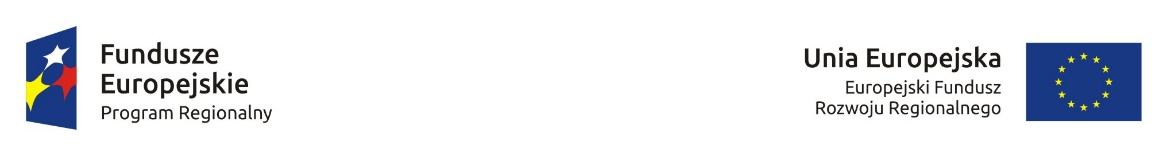 Fundusze
Europejskie
Program Regionalny
Unia Europejska
Europejski Fundusz
Rozwoju Regionalnego